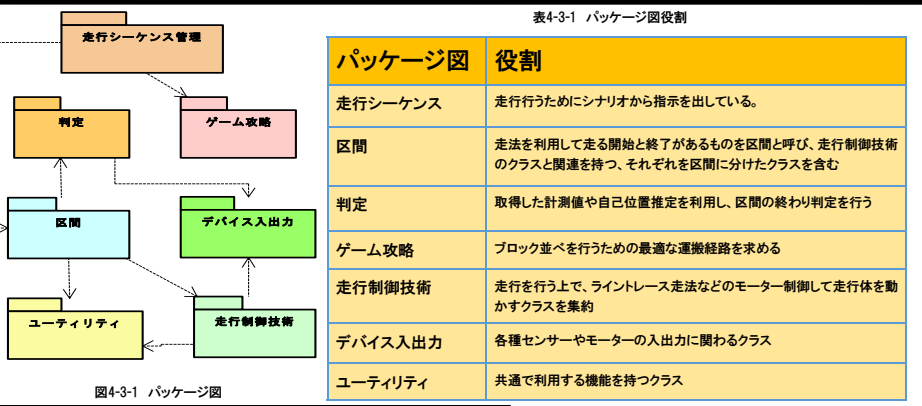 走行シーケンス管理
判定
ゲーム攻略
区間
デバイス入出力
ユーティリティ
走行制御技術
図4-3-1 パッケージ図
表4-3-1 パッケージ図役割
パッケージ図 役割
走行シーケンス 走行行うためにシナリオから指示を出している。
区間 走法を利用して走る開始と終了があるものを区間と呼び、走行制御技術
のクラスと関連を持つ、それぞれを区間に分けたクラスを含む
判定 取得した計測値や自己位置推定を利用し、区間の終わり判定を行う
ゲーム攻略 ブロック並べを行うための最適な運搬経路を求める
走行制御技術 走行を行う上で、ライントレース走法などのモーター制御して走行体を動
かすクラスを集約
デバイス入出力 各種センサーやモーターの入出力に関わるクラス
ユーティリティ 共通で利用する機能を持つクラス